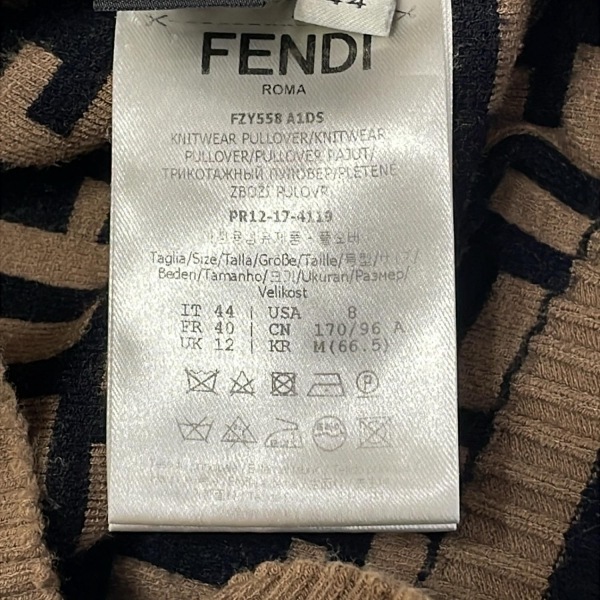 44
FENDI
ROMA
FZY558 A1DS
KNITWEAR PULLOVER/KNITWEAR
PULLOVER/PULLOVER PAJUT/
ТРИКОТАЖНЫЙ ПУЛОВЕР/PLETENÉ
ZBOŽÍ PULOVR
PR12-17-4119
Taglia/Size/Talla/Größe/Taille/
Beden/Tamanho/크기/Ukuran/Размер/
Velikost
IT 44 USA 8
FR 40 CN 170/96 A
UK 12 KR M(66.5)
P